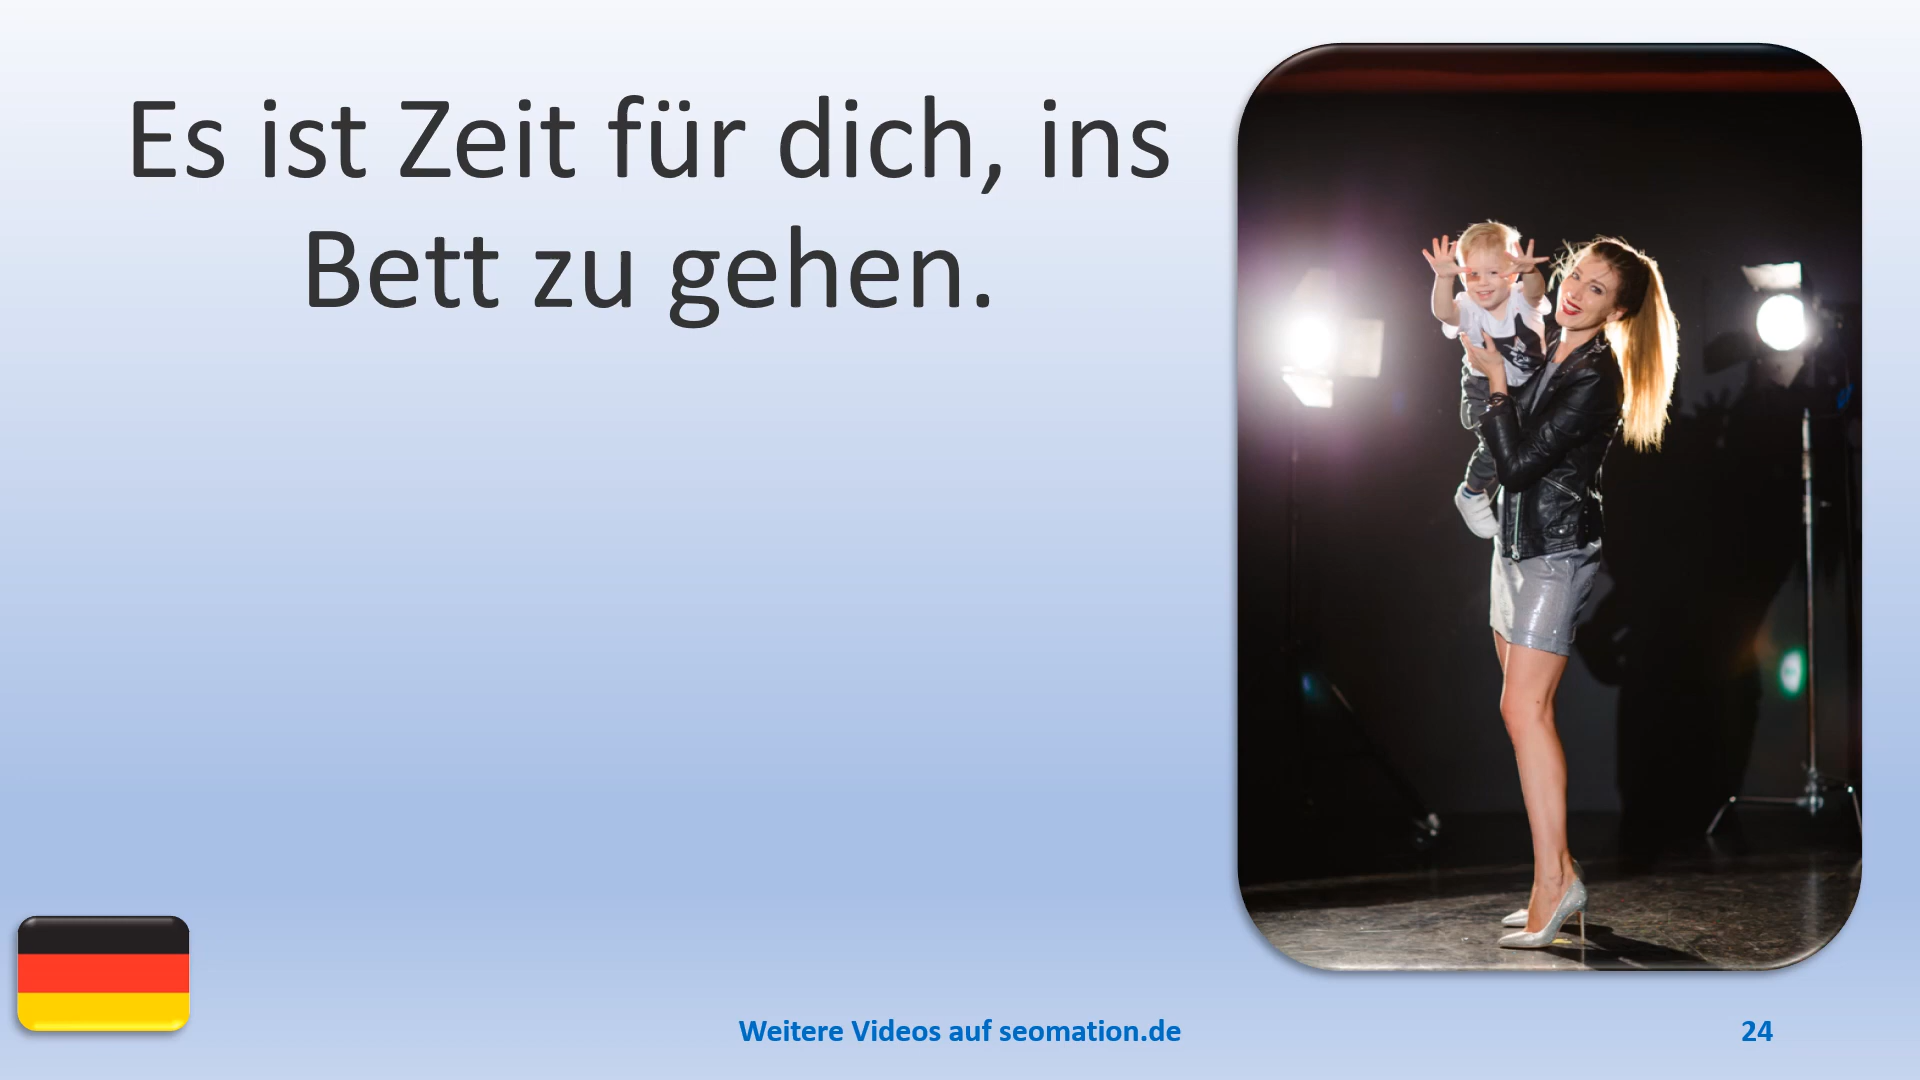 Es ist Zeit für dich, ins
Bett zu gehen.
Weitere Videos auf seomation.de
24